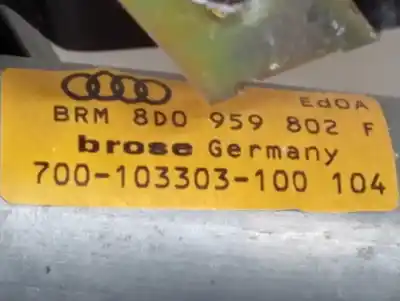 EdOA
BRM 8D0 959 802 F
brose Germany
700-103303-100 104